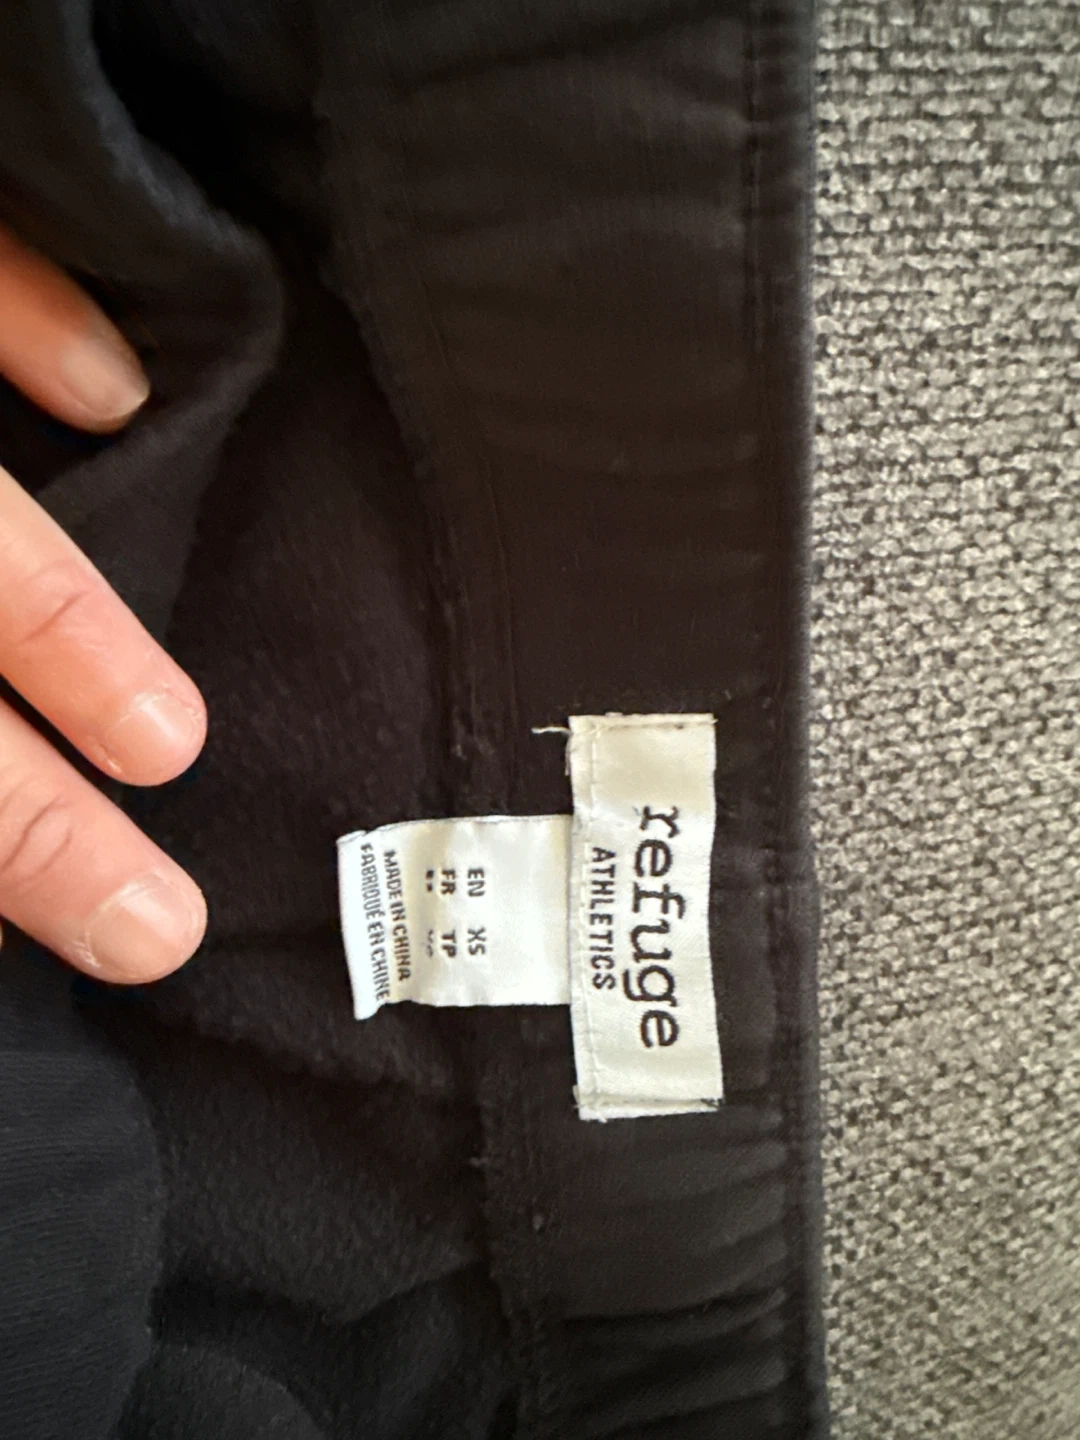 refuge
ATHLETICS
EN XS
FR TP
MADE IN CHINA
FABRIQUÉ EN CHINE